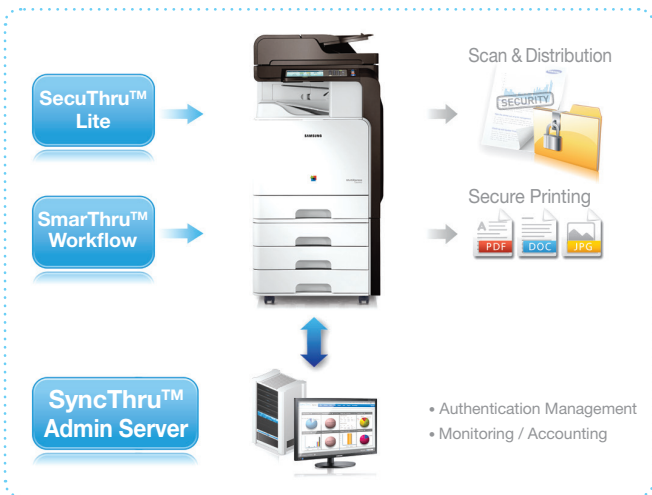 Scan & Distribution
SecuThru™
Lite
SECURITY
SAMSUNG
SmarThru™
Workflow
Secure Printing
A
PDF
DOC
JPG
SyncThru™
Admin Server
• Authentication Management
• Monitoring / Accounting